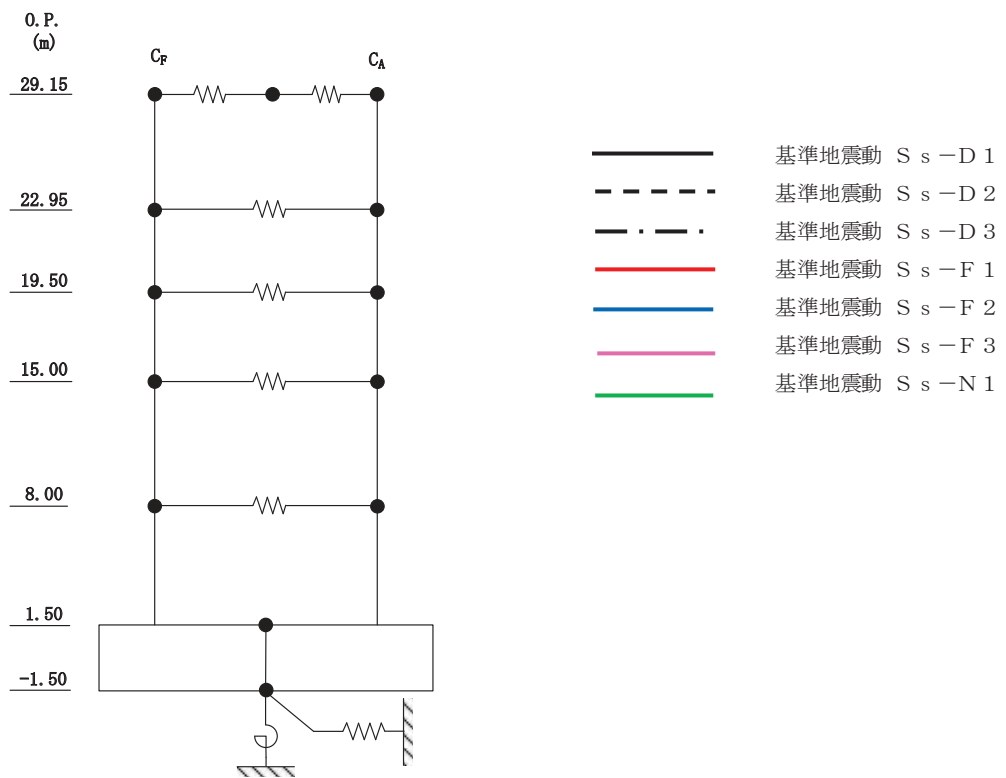 O.P.
(m)
C_F
C_A
29.15
22.95
19.50
15.00
8.00
1.50
-1.50
基準地震動 Ss-D1
基準地震動 Ss-D2
基準地震動 Ss-D3
基準地震動 Ss-F1
基準地震動 Ss-F2
基準地震動 Ss-F3
基準地震動 Ss-N1